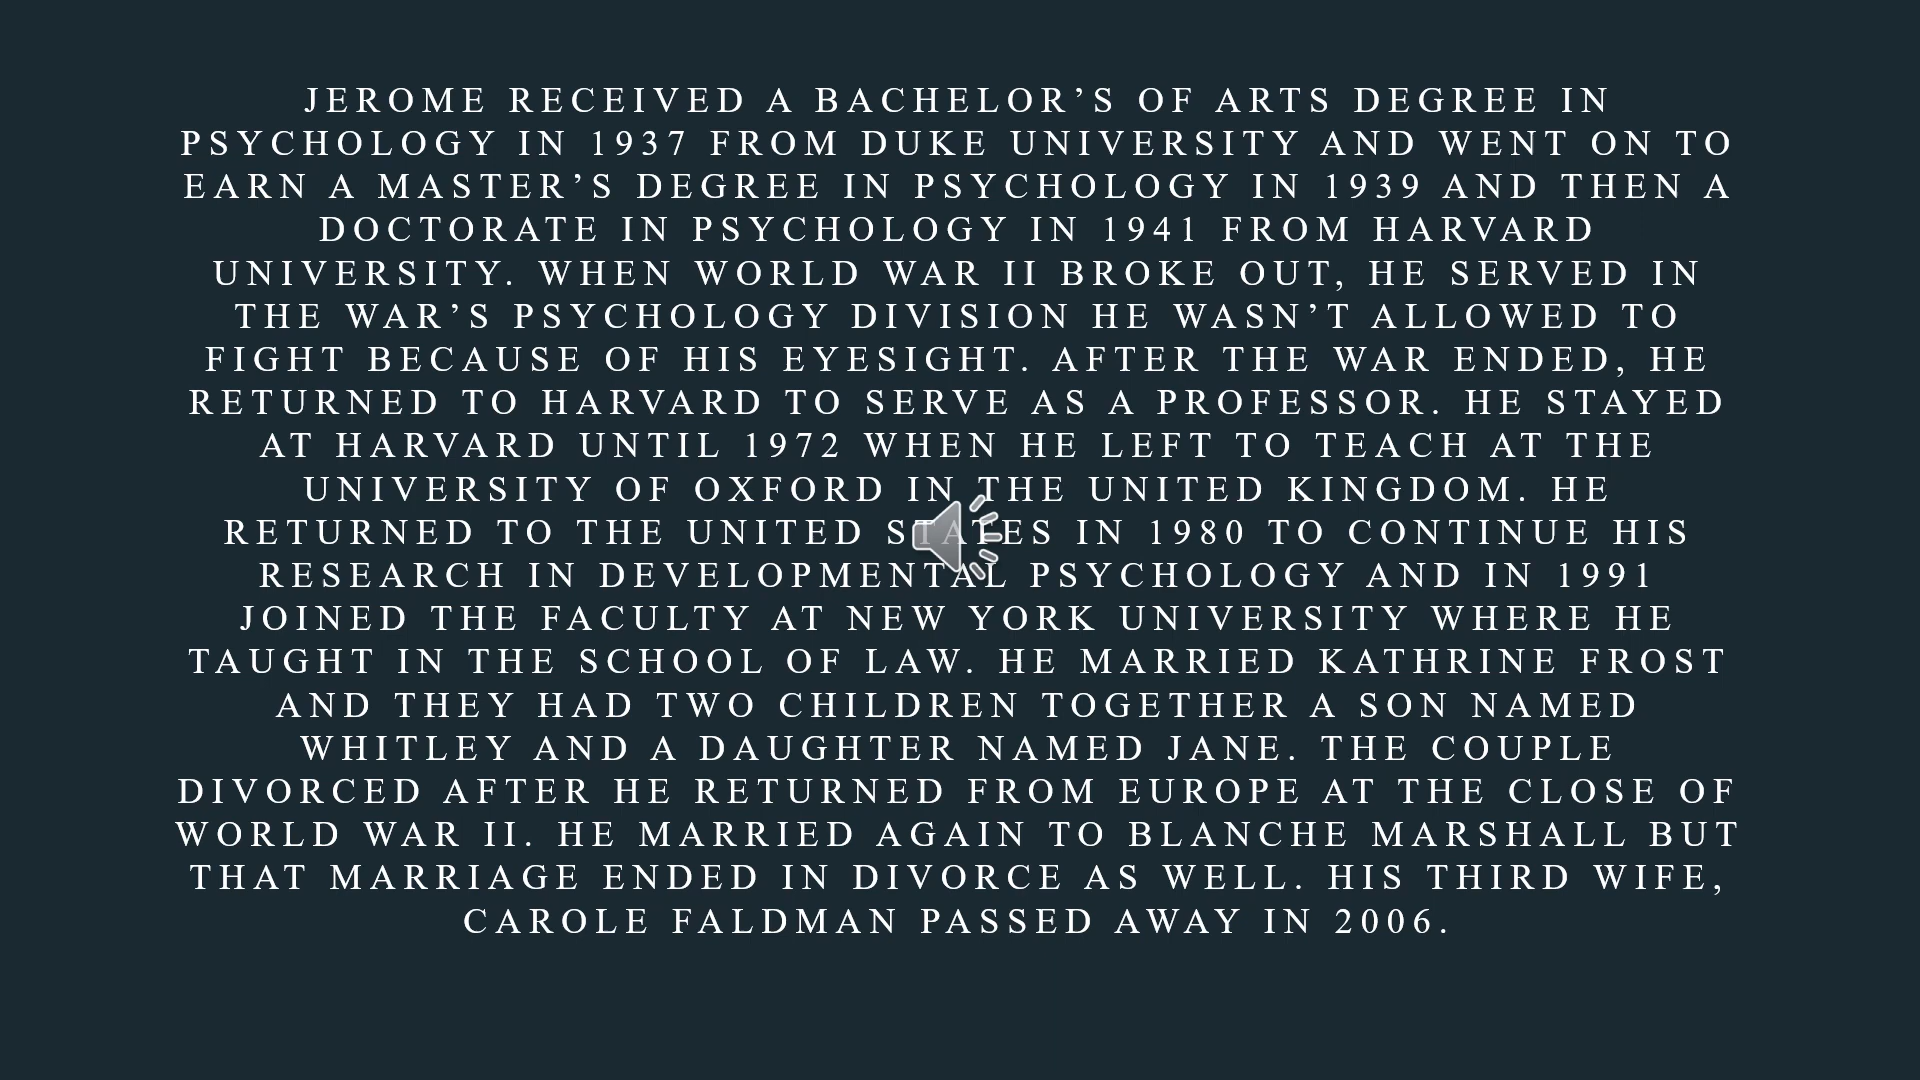 JEROME RECEIVED A BACHELOR’S OF ARTS DEGREE IN
PSYCHOLOGY IN 1937 FROM DUKE UNIVERSITY AND WENT ON TO
EARN A MASTER’S DEGREE IN PSYCHOLOGY IN 1939 AND THEN A
DOCTORATE IN PSYCHOLOGY IN 1941 FROM HARVARD
UNIVERSITY. WHEN WORLD WAR II BROKE OUT, HE SERVED IN
THE WAR’S PSYCHOLOGY DIVISION HE WASN’T ALLOWED TO
FIGHT BECAUSE OF HIS EYESIGHT. AFTER THE WAR ENDED, HE
RETURNED TO HARVARD TO SERVE AS A PROFESSOR. HE STAYED
AT HARVARD UNTIL 1972 WHEN HE LEFT TO TEACH AT THE
UNIVERSITY OF OXFORD IN THE UNITED KINGDOM. HE
RETURNED TO THE UNITED STATES IN 1980 TO CONTINUE HIS
RESEARCH IN DEVELOPMENTAL PSYCHOLOGY AND IN 1991
JOINED THE FACULTY AT NEW YORK UNIVERSITY WHERE HE
TAUGHT IN THE SCHOOL OF LAW. HE MARRIED KATHRINE FROST
AND THEY HAD TWO CHILDREN TOGETHER A SON NAMED
WHITLEY AND A DAUGHTER NAMED JANE. THE COUPLE
DIVORCED AFTER HE RETURNED FROM EUROPE AT THE CLOSE OF
WORLD WAR II. HE MARRIED AGAIN TO BLANCHE MARSHALL BUT
THAT MARRIAGE ENDED IN DIVORCE AS WELL. HIS THIRD WIFE,
CAROLE FALDMAN PASSED AWAY IN 2006.